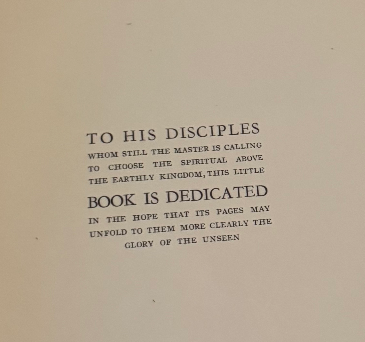 TO HIS DISCIPLES
WHOM STILL THE MASTER IS CALLING
TO CHOOSE THE SPIRITUAL ABOVE
THE EARTHLY KINGDOM, THIS LITTLE
BOOK IS DEDICATED
IN THE HOPE THAT ITS PAGES MAY
UNFOLD TO THEM MORE CLEARLY THE
GLORY OF THE UNSEEN